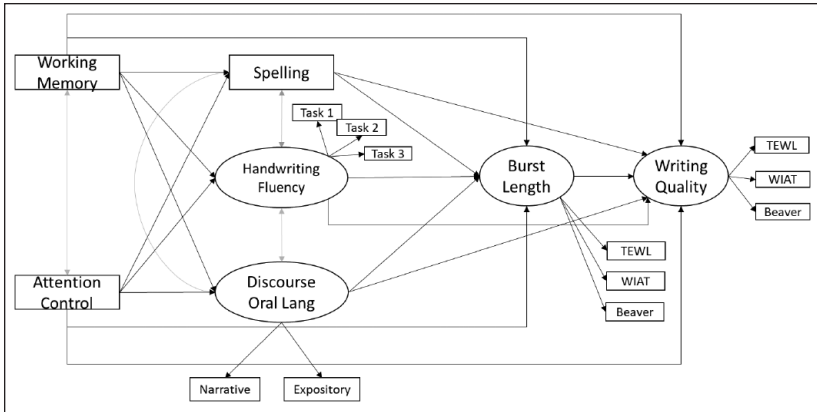 Working
Memory
Spelling
Task 1
Task 2
Task 3
Handwriting
Fluency
Burst
Length
Writing
Quality
TEWL
WIAT
Beaver
TEWL
WIAT
Beaver
Attention
Control
Discourse
Oral Lang
Narrative
Expository